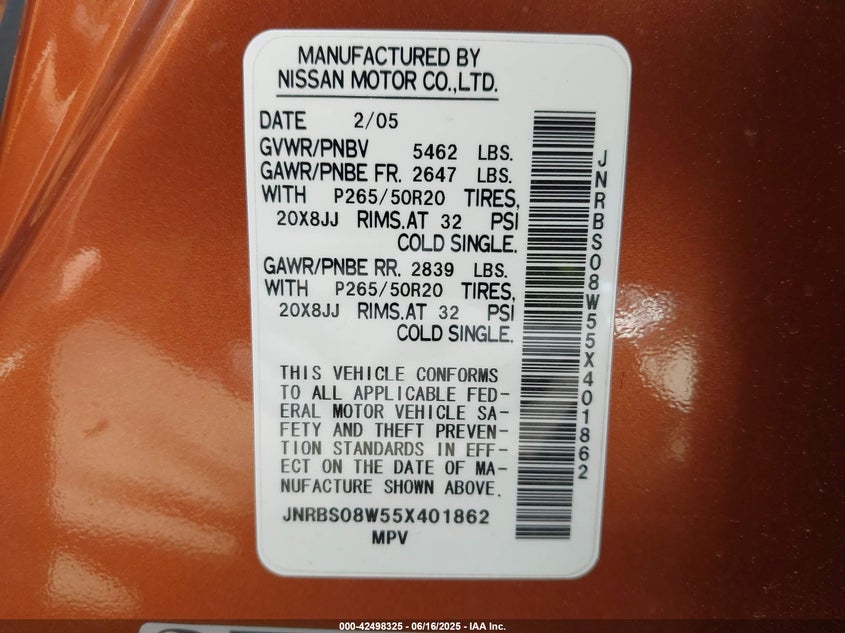 MANUFACTURED BY
NISSAN MOTOR CO.,LTD.
DATE 2/05
GVWR/PNBV 5462 LBS.
GAWR/PNBE FR. 2647 LBS.
WITH P265/50R20 TIRES,
20X8JJ RIMS.AT 32 PSI
COLD SINGLE.
GAWR/PNBE RR. 2839 LBS.
WITH P265/50R20 TIRES,
20X8JJ RIMS.AT 32 PSI
COLD SINGLE.
THIS VEHICLE CONFORMS
TO ALL APPLICABLE FED-
ERAL MOTOR VEHICLE SA-
FETY AND THEFT PREVEN-
TION STANDARDS IN EFF-
ECT ON THE DATE OF MA-
NUFACTURE SHOWN ABOVE.
JNRBS08W55X401862
MPV
JNRBS08W55X401862
000-42498325 - 06/16/2025 - IAA Inc.